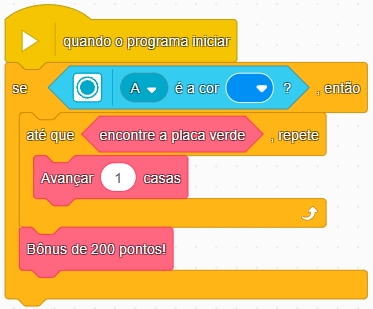 quando o programa iniciar
se A é a cor ? , então
até que encontre a placa verde , repete
Avançar 1 casas
Bônus de 200 pontos!